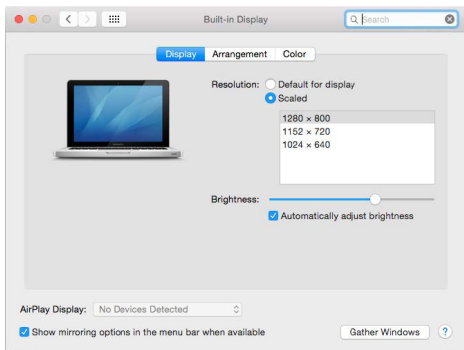 Built-in Display
Search
Display Arrangement Color
Resolution: Default for display
Scaled
1280 × 800
1152 × 720
1024 × 640
Brightness:
Automatically adjust brightness
AirPlay Display: No Devices Detected
Show mirroring options in the menu bar when available
Gather Windows ?